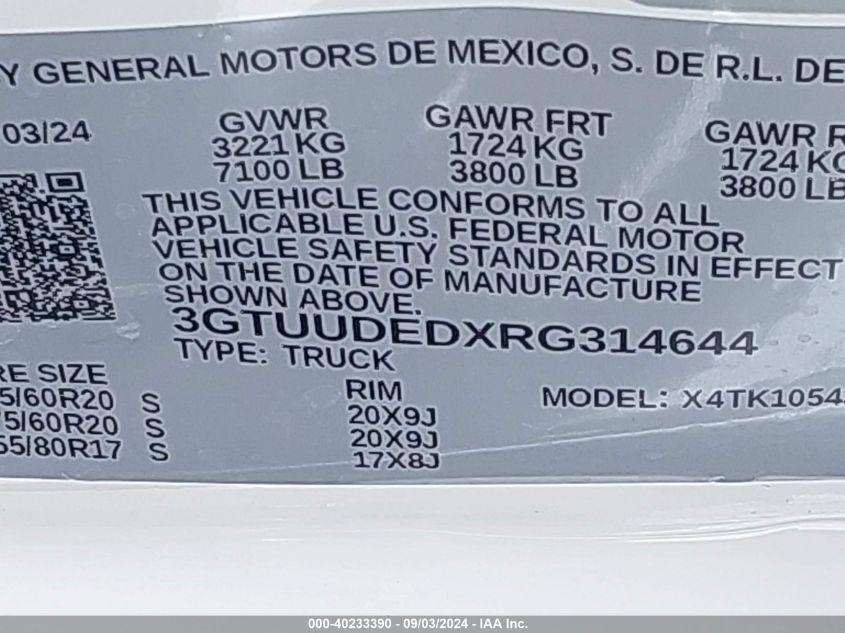 Y GENERAL MOTORS DE MEXICO, S. DE R.L. DE
03/24 GVWR GAWR FRT GAWR R
3221 KG 1724 KG 1724 KG
7100 LB 3800 LB 3800 LB
THIS VEHICLE CONFORMS TO ALL
APPLICABLE U.S. FEDERAL MOTOR
VEHICLE SAFETY STANDARDS IN EFFECT
ON THE DATE OF MANUFACTURE
SHOWN ABOVE.
3GTUUDEDXRG314644
TYPE: TRUCK
RE SIZE RIM MODEL: X4TK1054
5/60R20 S 20X9J
5/60R20 S 20X9J
55/80R17 S 17X8J
000-40233390 - 09/03/2024 - IAA Inc.